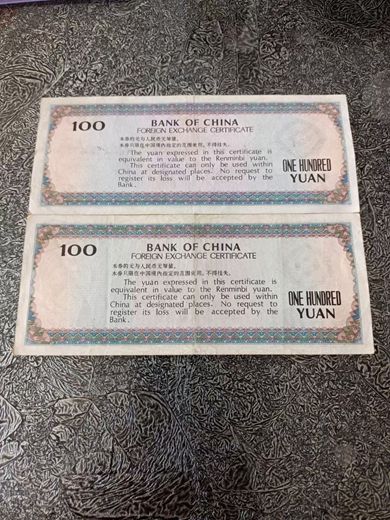 100
BANK OF CHINA
FOREIGN EXCHANGE CERTIFICATE
本券的元与人民币元等值。
本券只限在中国境内指定的范围使用,不得挂失。
The yuan expressed in this certificate is
equivalent in value to the Renminbi yuan.
This certificate can only be used within
China at designated places. No request to
register its loss will be accepted by the
Bank.
ONE HUNDRED
YUAN
100
BANK OF CHINA
FOREIGN EXCHANGE CERTIFICATE
本券的元与人民币元等值。
本券只限在中国境内指定的范围使用,不得挂失。
The yuan expressed in this certificate is
equivalent in value to the Renminbi yuan.
This certificate can only be used within
China at designated places. No request to
register its loss will be accepted by the
Bank.
ONE HUNDRED
YUAN